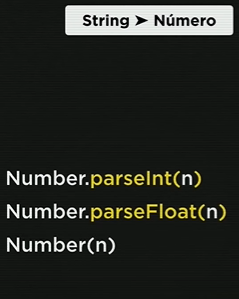 String ➤ Número
Number.parseInt(n)
Number.parseFloat(n)
Number(n)